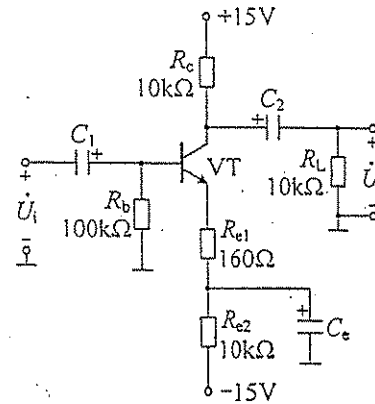 +15V
Rc
10kΩ
C2
+
C1
+
VT
+
U̇i
−
Rb
100kΩ
RL
10kΩ
+
U̇
−
Re1
160Ω
Re2
10kΩ
+
Ce
−15V